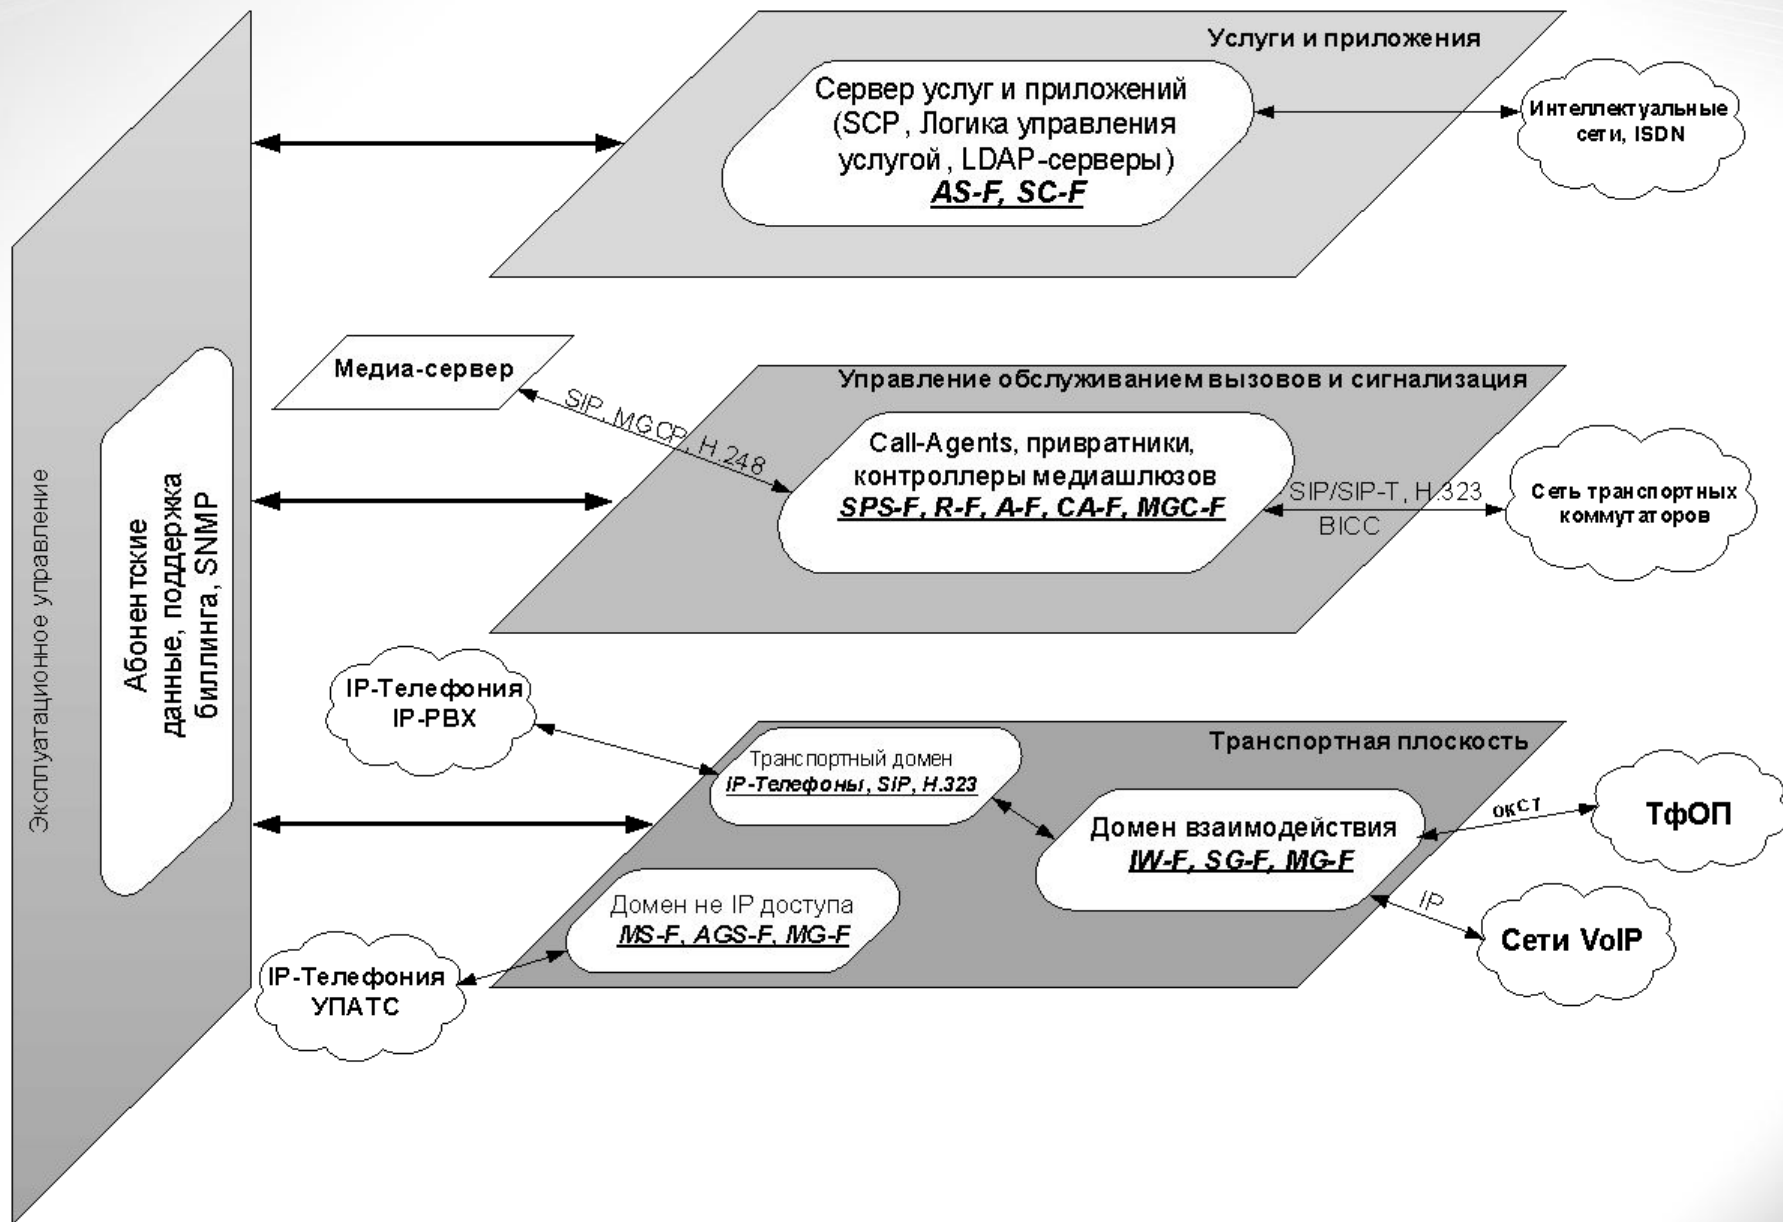 Услуги и приложения
Сервер услуг и приложений
(SCP, Логика управления
услугой, LDAP-серверы)
AS-F, SC-F
Интеллектуальные
сети, ISDN
Эксплуатационное управление
Абонентские
данные, поддержка
биллинга, SNMP
Медиа-сервер
SIP, MGCP, H.248
Управление обслуживанием вызовов и сигнализация
Call-Agents, привратники,
контроллеры медиашлюзов
SPS-F, R-F, A-F, CA-F, MGC-F
SIP/SIP-T, H.323
BICC
Сеть транспортных
коммутаторов
IP-Телефония
IP-PBX
Транспортная плоскость
Транспортный домен
IP-Телефоны, SIP, H.323
Домен взаимодействия
IW-F, SG-F, MG-F
ОКС7
ТфОП
IP
Сети VoIP
Домен не IP доступа
MS-F, AGS-F, MG-F
IP-Телефония
УПАТС